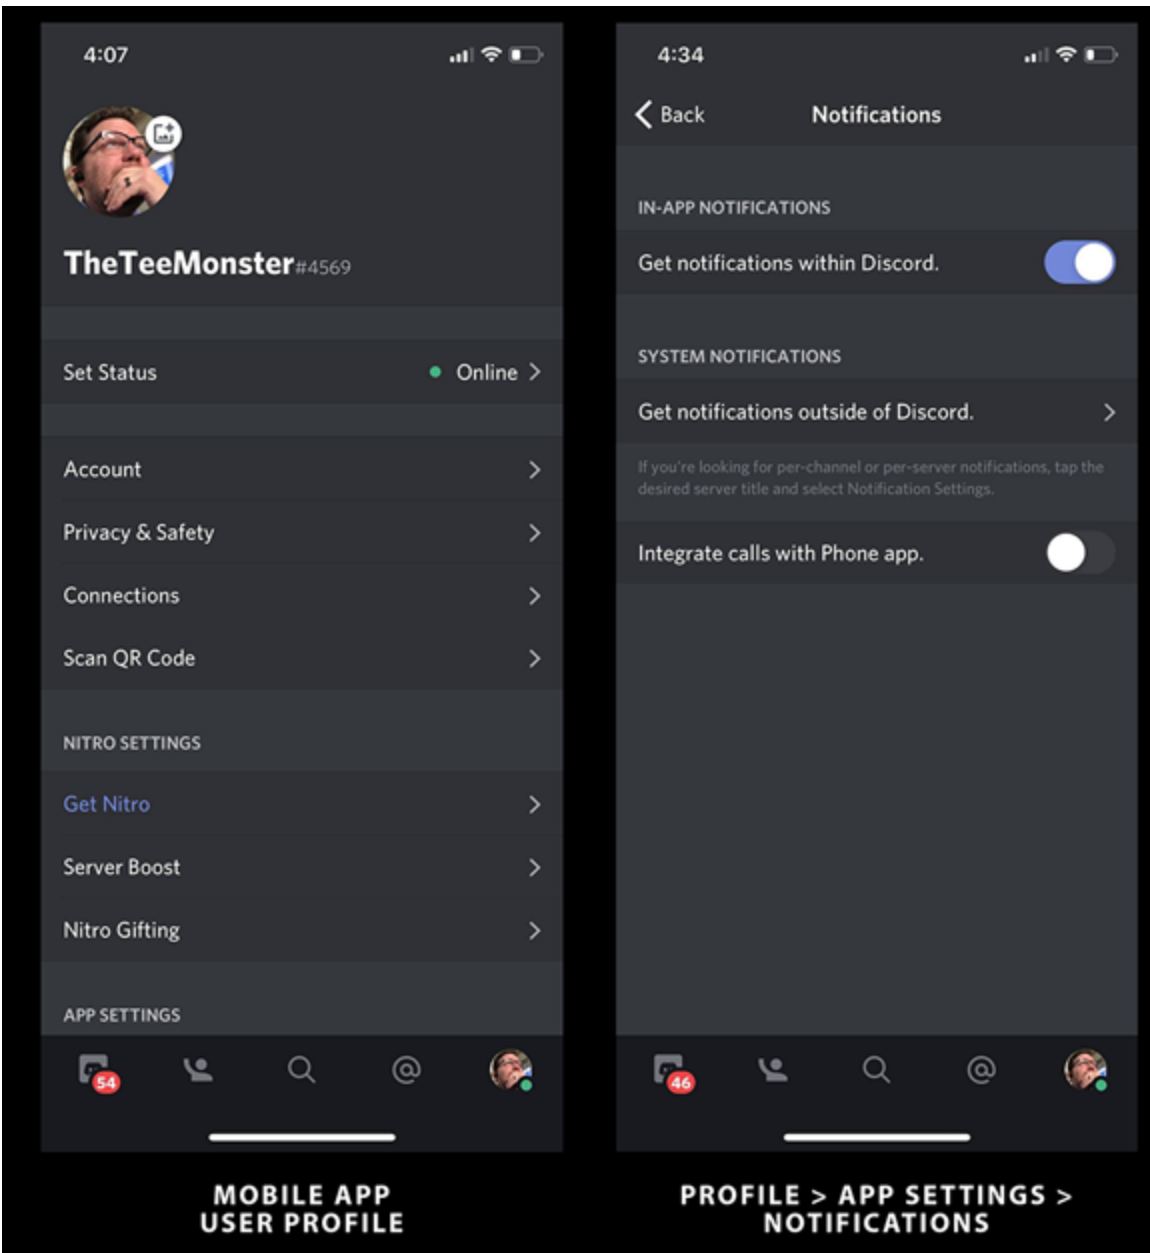 4:07
TheTeeMonster#4569
Set Status
Online
Account
Privacy & Safety
Connections
Scan QR Code
NITRO SETTINGS
Get Nitro
Server Boost
Nitro Gifting
APP SETTINGS
54
MOBILE APP
USER PROFILE
4:34
Back
Notifications
IN-APP NOTIFICATIONS
Get notifications within Discord.
SYSTEM NOTIFICATIONS
Get notifications outside of Discord.
If you're looking for per-channel or per-server notifications, tap the
desired server title and select Notification Settings.
Integrate calls with Phone app.
46
PROFILE > APP SETTINGS >
NOTIFICATIONS